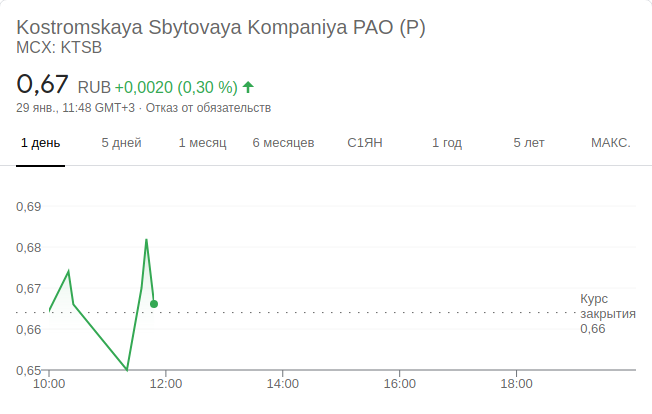 Kostromskaya Sbytovaya Kompaniya PAO (P)
MCX: KTSB
0,67 RUB +0,0020 (0,30 %)
29 янв., 11:48 GMT+3 · Отказ от обязательств
1 день 5 дней 1 месяц 6 месяцев С1ЯН 1 год 5 лет МАКС.
0,69
0,68
0,67
0,66
0,65
Курс
закрытия
0,66
10:00 12:00 14:00 16:00 18:00